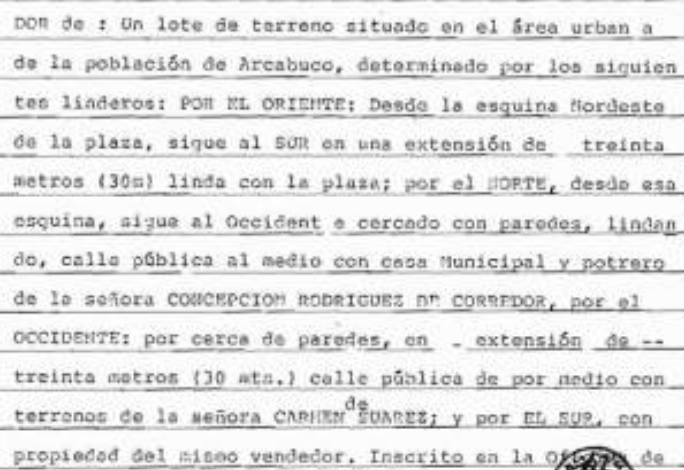 DOR de : Un lote de terreno situado en el área urban a
de la población de Arcabuco, determinado por los siguien
tes linderos: POR EL ORIENTE: Desde la esquina Nordeste
de la plaza, sigue al SUR en una extensión de treinta
metros (30m) linda con la plaza; por el NORTE, desde esa
esquina, sigue al Occident e cercado con paredes, lindan
do, calle pública al medio con casa Municipal y potrero
de la señora CONCEPCION RODRIGUEZ DE CORREDOR, por el
OCCIDENTE: por cerca de paredes, en _ extensión de --
treinta metros (30 mts.) calle pública de por medio con
terrenos de la señora CARMEN de SUAREZ; y por EL SUR, con
propiedad del mismo vendedor. Inscrito en la de